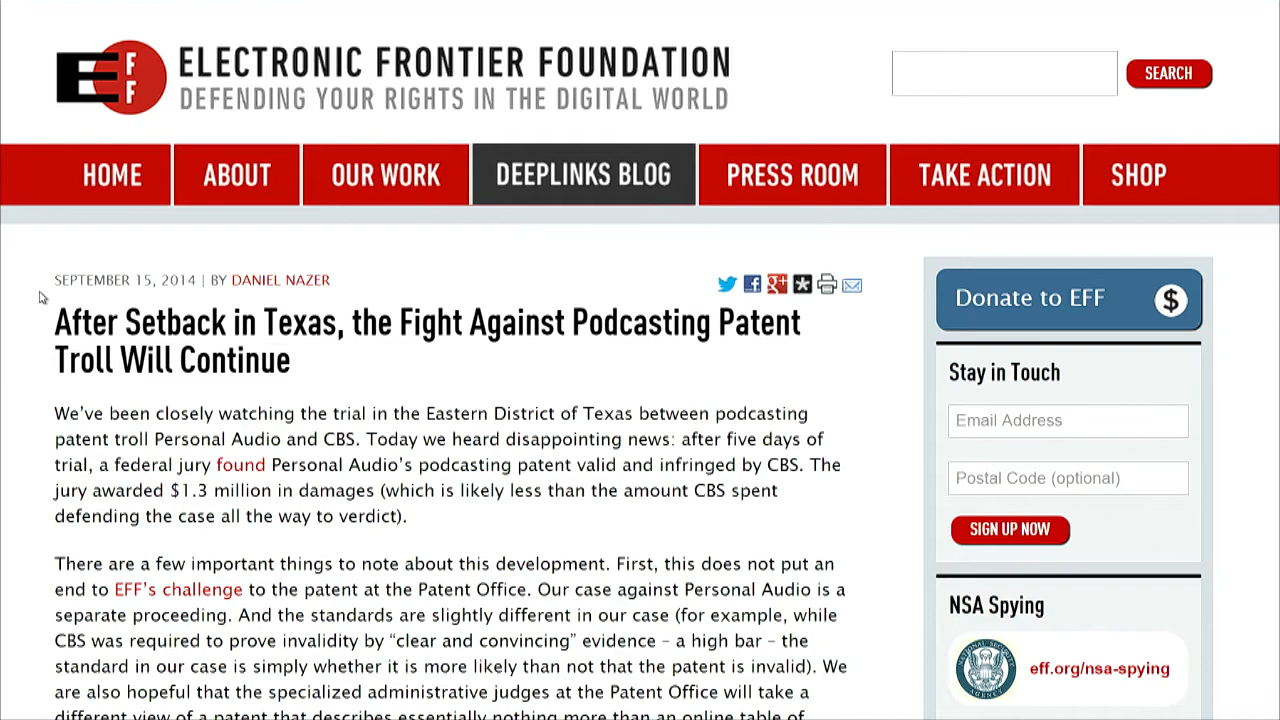 E F F
ELECTRONIC FRONTIER FOUNDATION
DEFENDING YOUR RIGHTS IN THE DIGITAL WORLD
SEARCH
HOME ABOUT OUR WORK DEEPLINKS BLOG PRESS ROOM TAKE ACTION SHOP
SEPTEMBER 15, 2014 | BY DANIEL NAZER
After Setback in Texas, the Fight Against Podcasting Patent
Troll Will Continue
We’ve been closely watching the trial in the Eastern District of Texas between podcasting
patent troll Personal Audio and CBS. Today we heard disappointing news: after five days of
trial, a federal jury found Personal Audio’s podcasting patent valid and infringed by CBS. The
jury awarded $1.3 million in damages (which is likely less than the amount CBS spent
defending the case all the way to verdict).
There are a few important things to note about this development. First, this does not put an
end to EFF’s challenge to the patent at the Patent Office. Our case against Personal Audio is a
separate proceeding. And the standards are slightly different in our case (for example, while
CBS was required to prove invalidity by “clear and convincing” evidence – a high bar – the
standard in our case is simply whether it is more likely than not that the patent is invalid). We
are also hopeful that the specialized administrative judges at the Patent Office will take a
different view of a patent that describes essentially nothing more than an online table of
Donate to EFF $
Stay in Touch
Email Address
Postal Code (optional)
SIGN UP NOW
NSA Spying
NATIONAL SECURITY AGENCY
eff.org/nsa-spying